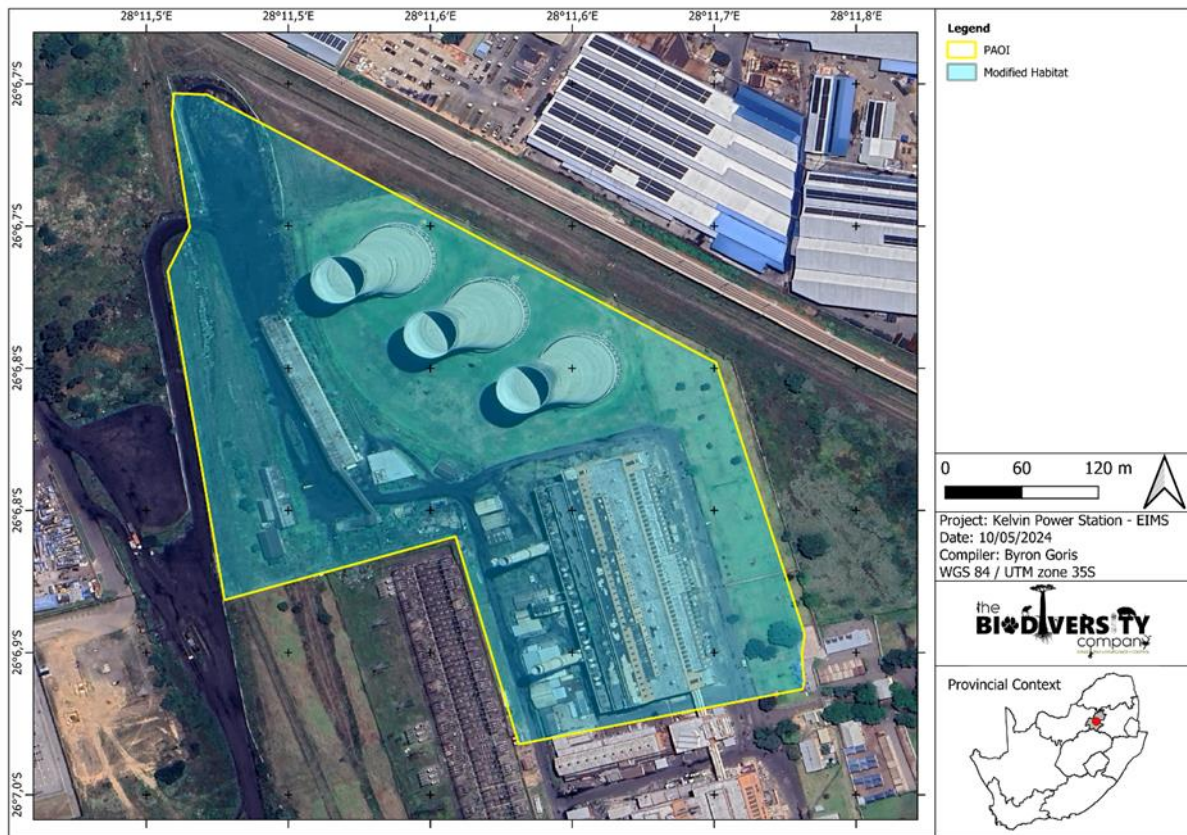 28°11,5'E 28°11,5'E 28°11,6'E 28°11,6'E 28°11,7'E 28°11,8'E
26°6,7'S
26°6,7'S
26°6,8'S
26°6,8'S
26°6,9'S
26°7,0'S
Legend
PAOI
Modified Habitat
0 60 120 m
Project: Kelvin Power Station - EIMS
Date: 10/05/2024
Compiler: Byron Goris
WGS 84 / UTM zone 35S
the
BIODIVERSITY
company
Provincial Context